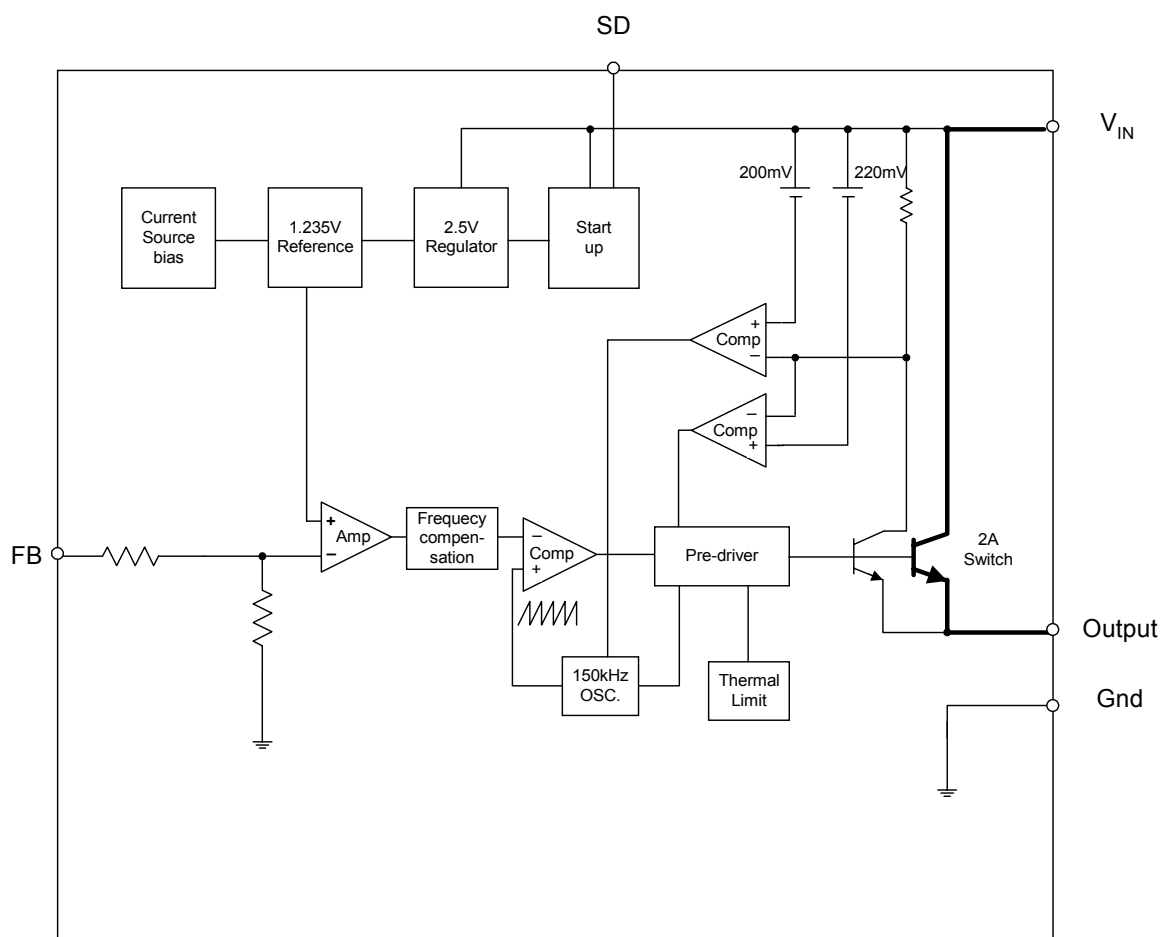 SD
V_IN
200mV
220mV
Current
Source
bias
1.235V
Reference
2.5V
Regulator
Start
up
+
Comp
−
−
Comp
+
+
Amp
−
Frequecy
compen-
sation
−
Comp
+
Pre-driver
2A
Switch
FB
Output
150kHz
OSC.
Thermal
Limit
Gnd